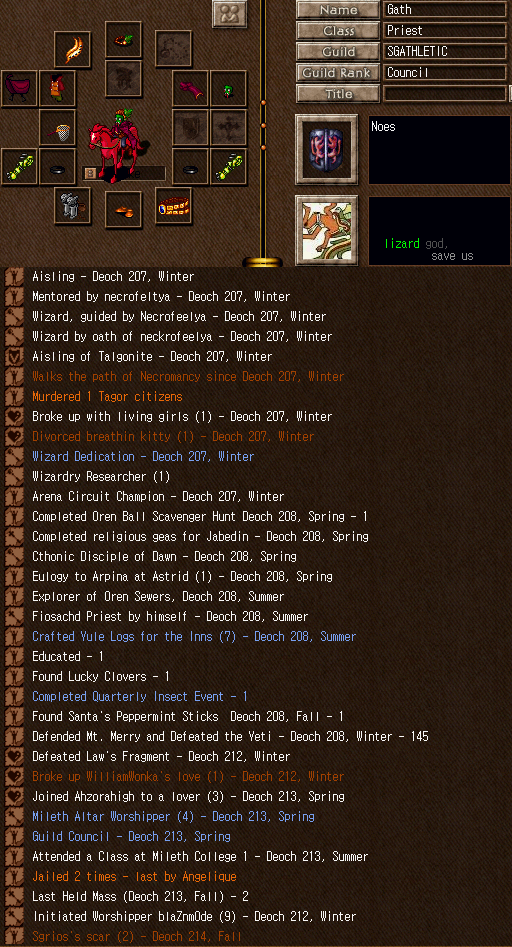 Name Gath
Class Priest
Guild SGATHLETIC
Guild Rank Council
Title
Noes
lizard god,
save us
Aisling - Deoch 207, Winter
Mentored by necrofeltya - Deoch 207, Winter
Wizard, guided by Necrofeelya - Deoch 207, Winter
Wizard by oath of neckrofeelya - Deoch 207, Winter
Aisling of Talgonite - Deoch 207, Winter
Walks the path of Necromancy since Deoch 207, Winter
Murdered 1 Tagor citizens
Broke up with living girls (1) - Deoch 207, Winter
Divorced breathin kitty (1) - Deoch 207, Winter
Wizard Dedication - Deoch 207, Winter
Wizardry Researcher (1)
Arena Circuit Champion - Deoch 207, Winter
Completed Oren Ball Scavenger Hunt Deoch 208, Spring - 1
Completed religious geas for Jabedin - Deoch 208, Spring
Cthonic Disciple of Dawn - Deoch 208, Spring
Eulogy to Arpina at Astrid (1) - Deoch 208, Spring
Explorer of Oren Sewers, Deoch 208, Summer
Fiosachd Priest by himself - Deoch 208, Summer
Crafted Yule Logs for the Inns (7) - Deoch 208, Summer
Educated - 1
Found Lucky Clovers - 1
Completed Quarterly Insect Event - 1
Found Santa's Peppermint Sticks  Deoch 208, Fall - 1
Defended Mt. Merry and Defeated the Yeti - Deoch 208, Winter - 145
Defeated Law's Fragment - Deoch 212, Winter
Broke up WilliamWonka's love (1) - Deoch 212, Winter
Joined Ahzorahigh to a lover (3) - Deoch 213, Spring
Mileth Altar Worshipper (4) - Deoch 213, Spring
Guild Council - Deoch 213, Spring
Attended a Class at Mileth College 1 - Deoch 213, Summer
Jailed 2 times - last by Angelique
Last Held Mass (Deoch 213, Fall) - 2
Initiated Worshipper blaZnmOde (9) - Deoch 212, Winter
Sgrios's scar (2) - Deoch 214, Fall